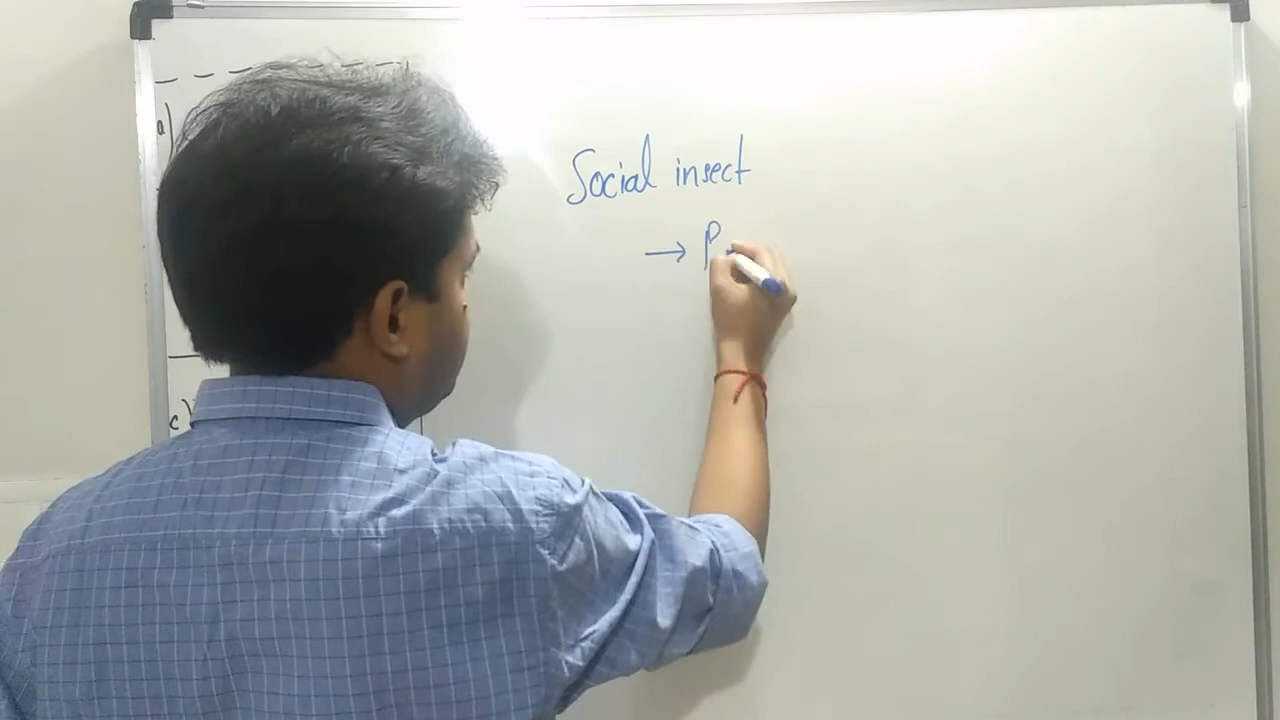 a)
Social insect
→ P
c)